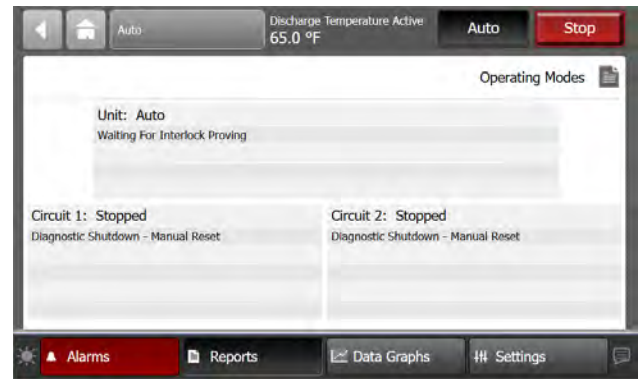 Auto
Discharge Temperature Active
65.0 °F
Auto
Stop
Operating Modes
Unit: Auto
Waiting For Interlock Proving
Circuit 1: Stopped
Diagnostic Shutdown - Manual Reset
Circuit 2: Stopped
Diagnostic Shutdown - Manual Reset
Alarms
Reports
Data Graphs
Settings